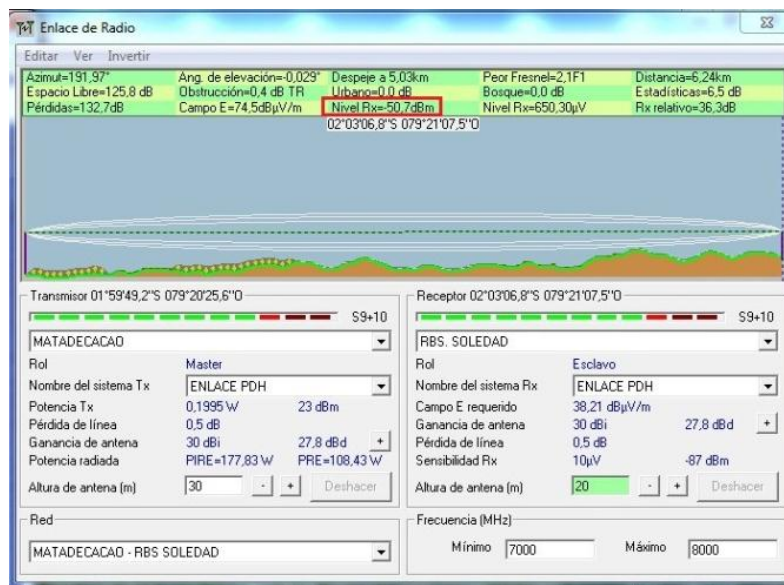 Enlace de Radio
Editar Ver Invertir
Azimut=191,97° Ang. de elevación=-0,029° Despeje a 5,03km Peor Fresnel=2,1F1 Distancia=6,24km
Espacio Libre=125,8 dB Obstrucción=0,4 dB TR Urbano=0,0 dB Bosque=0,0 dB Estadísticas=6,5 dB
Pérdidas=132,7dB Campo E=74,5dBµV/m Nivel Rx=-50,7dBm Nivel Rx=650,30µV Rx relativo=36,3dB
02°03'06,8''S 079°21'07,5''O
Transmisor 01°59'49,2''S 079°20'25,6''O
S9+10
MATADECACAO
Rol Master
Nombre del sistema Tx ENLACE PDH
Potencia Tx 0,1995 W 23 dBm
Pérdida de línea 0,5 dB
Ganancia de antena 30 dBi 27,8 dBd +
Potencia radiada PIRE=177,83 W PRE=108,43 W
Altura de antena (m) 30 - + Deshacer
Receptor 02°03'06,8''S 079°21'07,5''O
S9+10
RBS. SOLEDAD
Rol Esclavo
Nombre del sistema Rx ENLACE PDH
Campo E requerido 38,21 dBµV/m
Ganancia de antena 30 dBi 27,8 dBd +
Pérdida de línea 0,5 dB
Sensibilidad Rx 10µV -87 dBm
Altura de antena (m) 20 - + Deshacer
Red
MATADECACAO - RBS SOLEDAD
Frecuencia (MHz)
Mínimo 7000 Máximo 8000